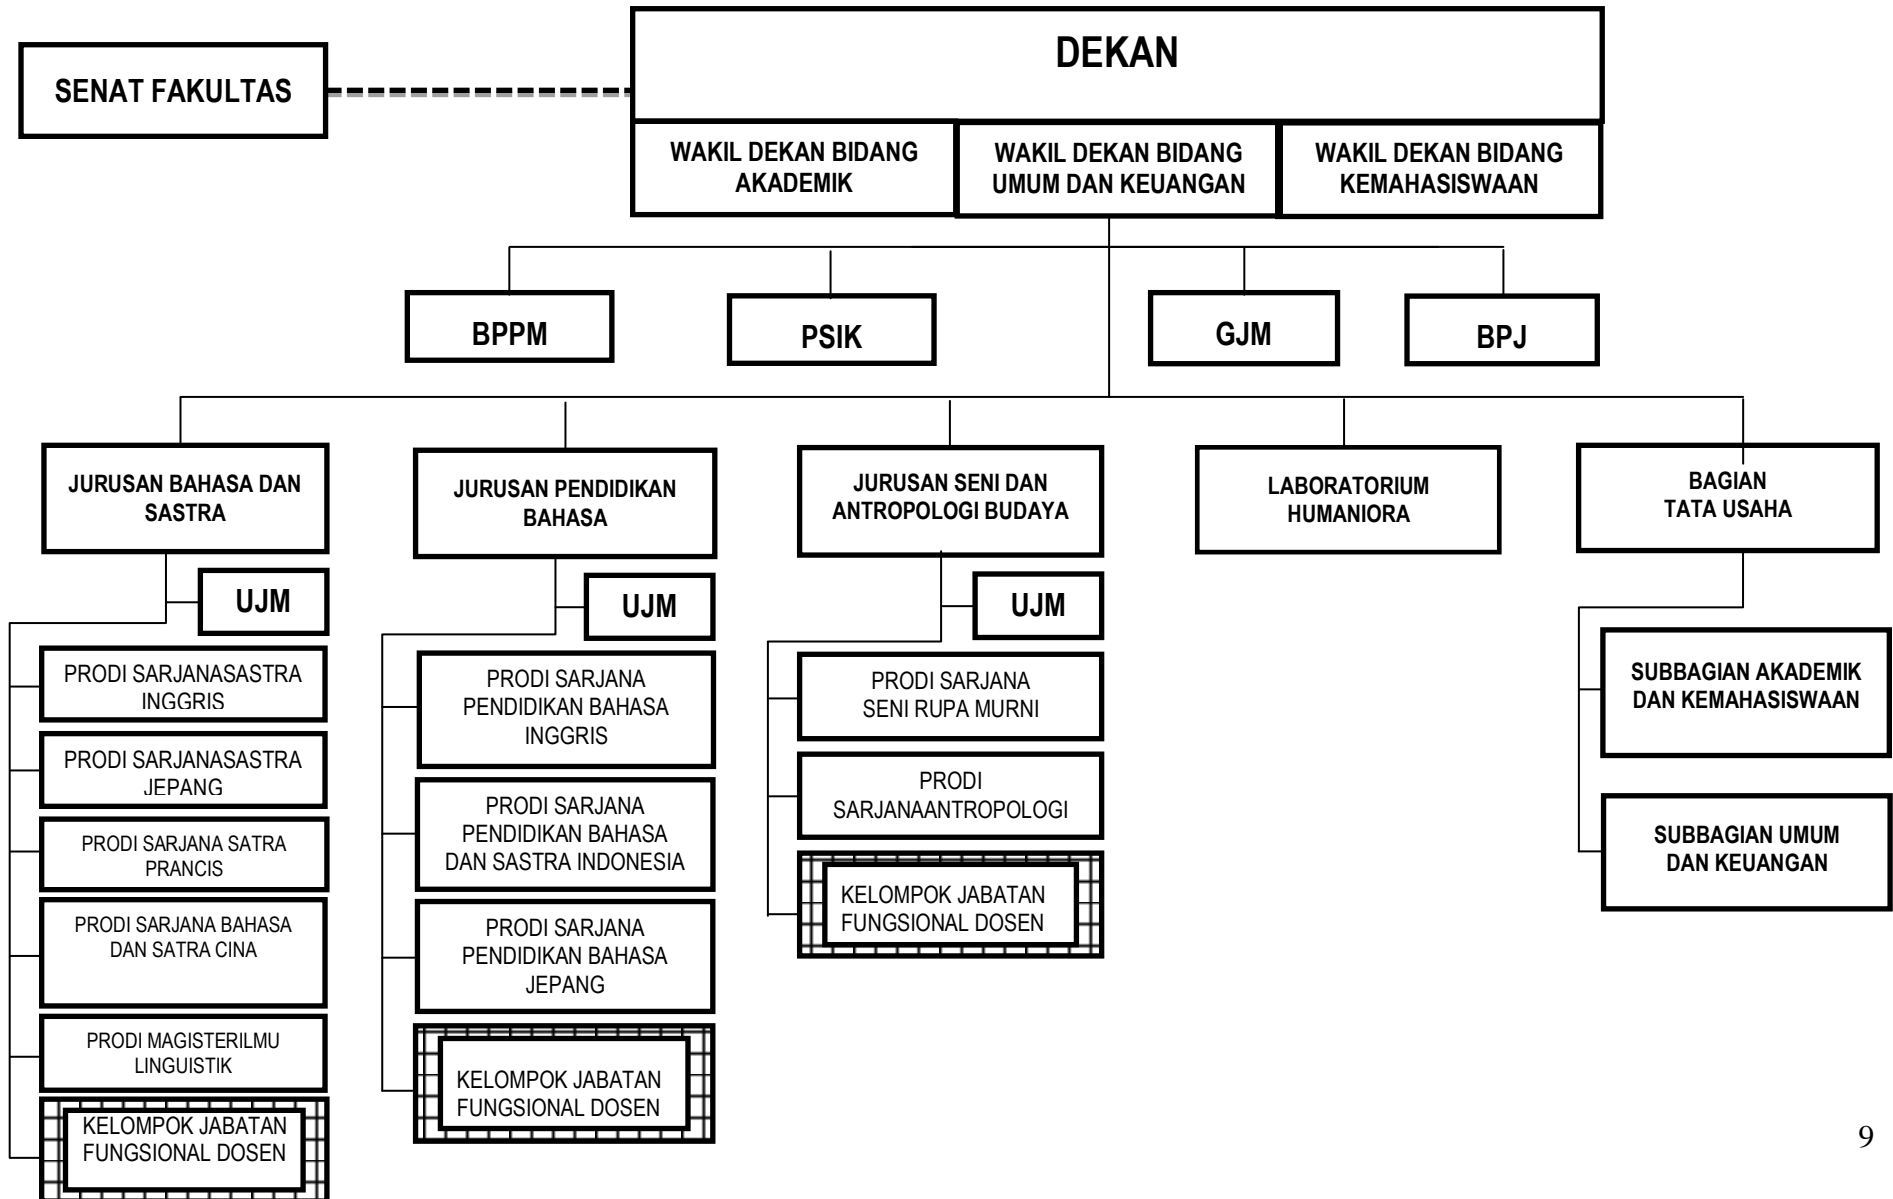 DEKAN
SENAT FAKULTAS
WAKIL DEKAN BIDANG
AKADEMIK
WAKIL DEKAN BIDANG
UMUM DAN KEUANGAN
WAKIL DEKAN BIDANG
KEMAHASISWAAN
BPPM
PSIK
GJM
BPJ
JURUSAN BAHASA DAN
SASTRA
JURUSAN PENDIDIKAN
BAHASA
JURUSAN SENI DAN
ANTROPOLOGI BUDAYA
LABORATORIUM
HUMANIORA
BAGIAN
TATA USAHA
UJM
PRODI SARJANASASTRA
INGGRIS
PRODI SARJANASASTRA
JEPANG
PRODI SARJANA SATRA
PRANCIS
PRODI SARJANA BAHASA
DAN SATRA CINA
PRODI MAGISTERILMU
LINGUISTIK
KELOMPOK JABATAN
FUNGSIONAL DOSEN
UJM
PRODI SARJANA
PENDIDIKAN BAHASA
INGGRIS
PRODI SARJANA
PENDIDIKAN BAHASA
DAN SASTRA INDONESIA
PRODI SARJANA
PENDIDIKAN BAHASA
JEPANG
KELOMPOK JABATAN
FUNGSIONAL DOSEN
UJM
PRODI SARJANA
SENI RUPA MURNI
PRODI
SARJANAANTROPOLOGI
KELOMPOK JABATAN
FUNGSIONAL DOSEN
SUBBAGIAN AKADEMIK
DAN KEMAHASISWAAN
SUBBAGIAN UMUM
DAN KEUANGAN
9